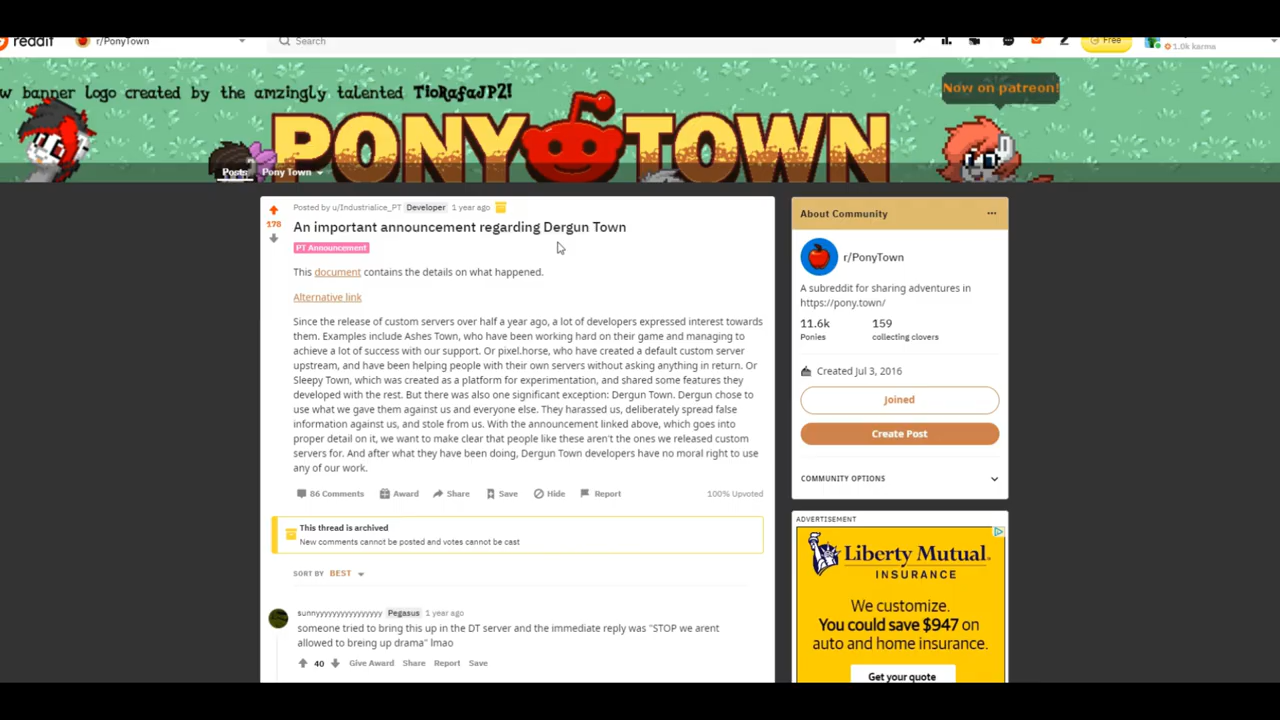 reddit r/PonyTown Search Free 1.0k karma
w banner logo created by the amzingly talented TioRafaJP2!
Now on patreon!
PONY TOWN
Posts Pony Town
Posted by u/Industrialice_PT Developer 1 year ago
178
An important announcement regarding Dergun Town
PT Announcement
This document contains the details on what happened.
Alternative link
Since the release of custom servers over half a year ago, a lot of developers expressed interest towards
them. Examples include Ashes Town, who have been working hard on their game and managing to
achieve a lot of success with our support. Or pixel.horse, who have created a default custom server
upstream, and have been helping people with their own servers without asking anything in return. Or
Sleepy Town, which was created as a platform for experimentation, and shared some features they
developed with the rest. But there was also one significant exception: Dergun Town. Dergun chose to
use what we gave them against us and everyone else. They harassed us, deliberately spread false
information against us, and stole from us. With the announcement linked above, which goes into
proper detail on it, we want to make clear that people like these aren't the ones we released custom
servers for. And after what they have been doing, Dergun Town developers have no moral right to use
any of our work.
86 Comments Award Share Save Hide Report 100% Upvoted
This thread is archived
New comments cannot be posted and votes cannot be cast
SORT BY BEST
sunnyyyyyyyyyyyyyyyy Pegasus 1 year ago
someone tried to bring this up in the DT server and the immediate reply was "STOP we arent
allowed to breing up drama" lmao
40 Give Award Share Report Save
About Community
r/PonyTown
A subreddit for sharing adventures in
https://pony.town/
11.6k 159
Ponies collecting clovers
Created Jul 3, 2016
Joined
Create Post
COMMUNITY OPTIONS
ADVERTISEMENT
Liberty Mutual.
INSURANCE
We customize.
You could save $947 on
auto and home insurance.
Get your quote